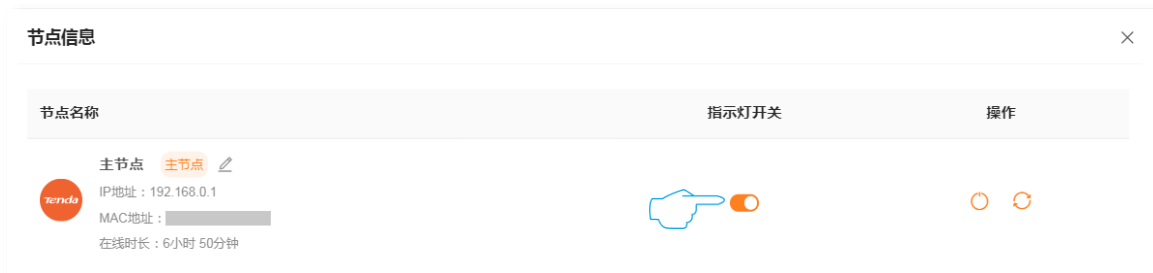 节点信息
节点名称 指示灯开关 操作
主节点 主节点
Tenda
IP地址：192.168.0.1
MAC地址：
在线时长：6小时 50分钟